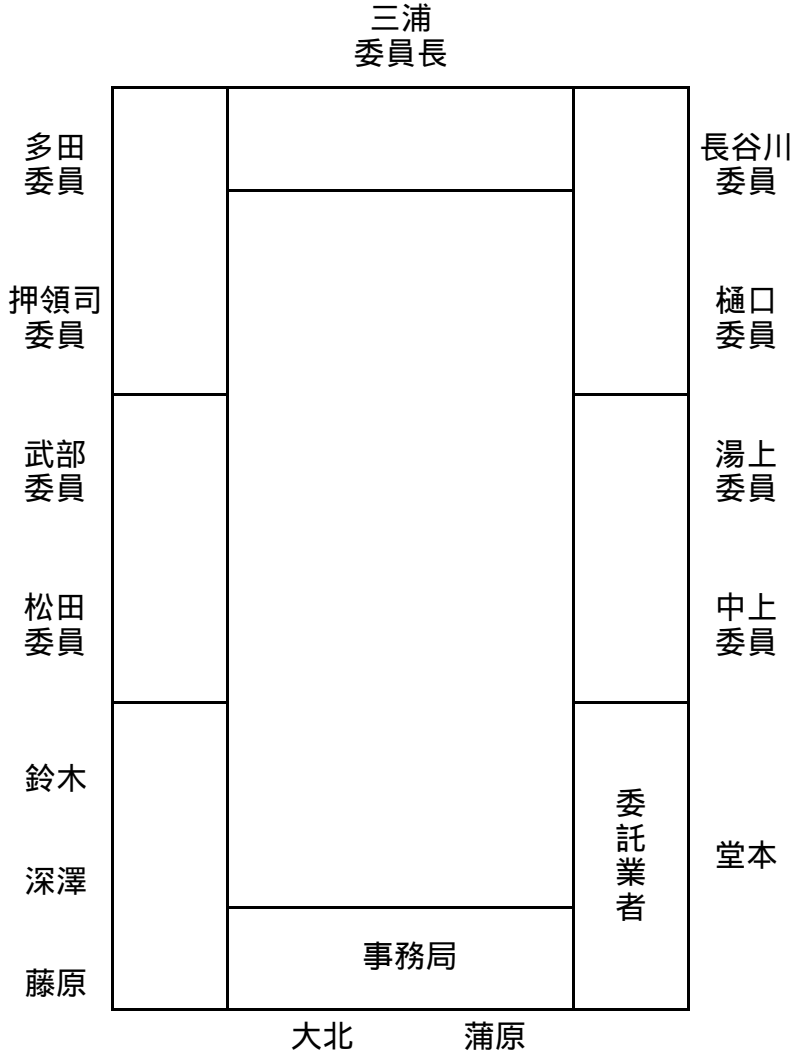 三浦
委員長
多田
委員
長谷川
委員
押領司
委員
樋口
委員
武部
委員
湯上
委員
松田
委員
中上
委員
鈴木
深澤
藤原
委託業者
堂本
事務局
大北
蒲原